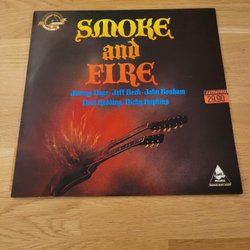 SMOKE
and
FIRE
Jimmy Page · Jeff Beck · John Bonham
Noel Redding · Nicky Hopkins